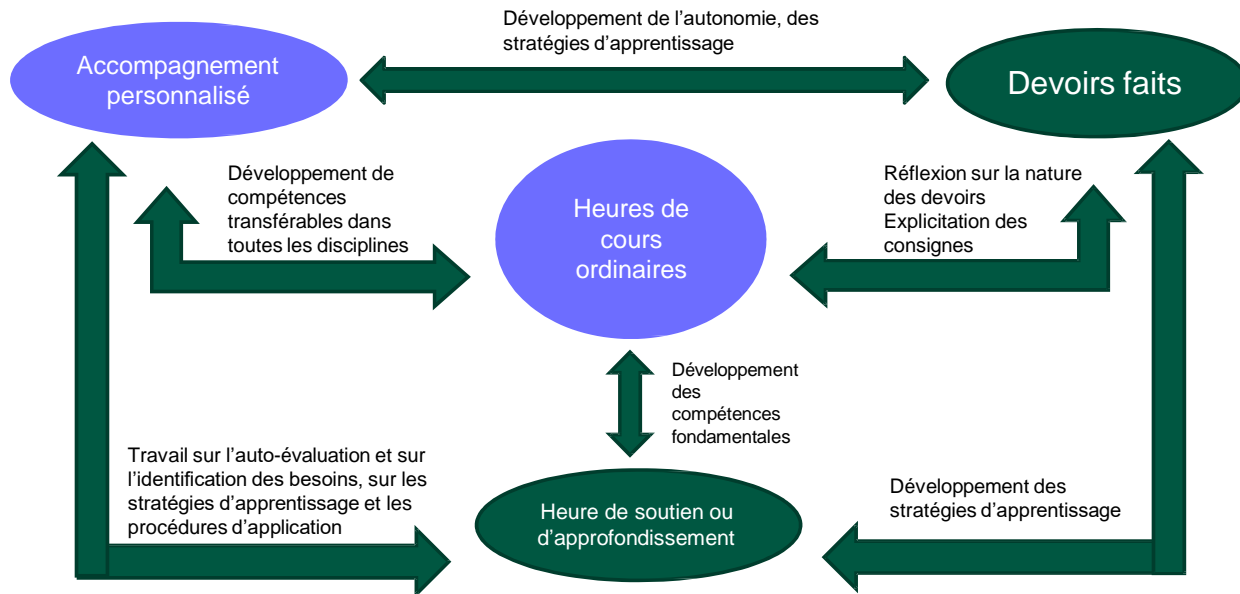 Développement de l’autonomie, des
stratégies d’apprentissage
Accompagnement
personnalisé
Devoirs faits
Développement de
compétences
transférables dans
toutes les disciplines
Heures de
cours
ordinaires
Réflexion sur la nature
des devoirs
Explicitation des
consignes
Développement
des
compétences
fondamentales
Travail sur l’auto-évaluation et sur
l’identification des besoins, sur les
stratégies d’apprentissage et les
procédures d’application
Heure de soutien ou
d’approfondissement
Développement des
stratégies d’apprentissage